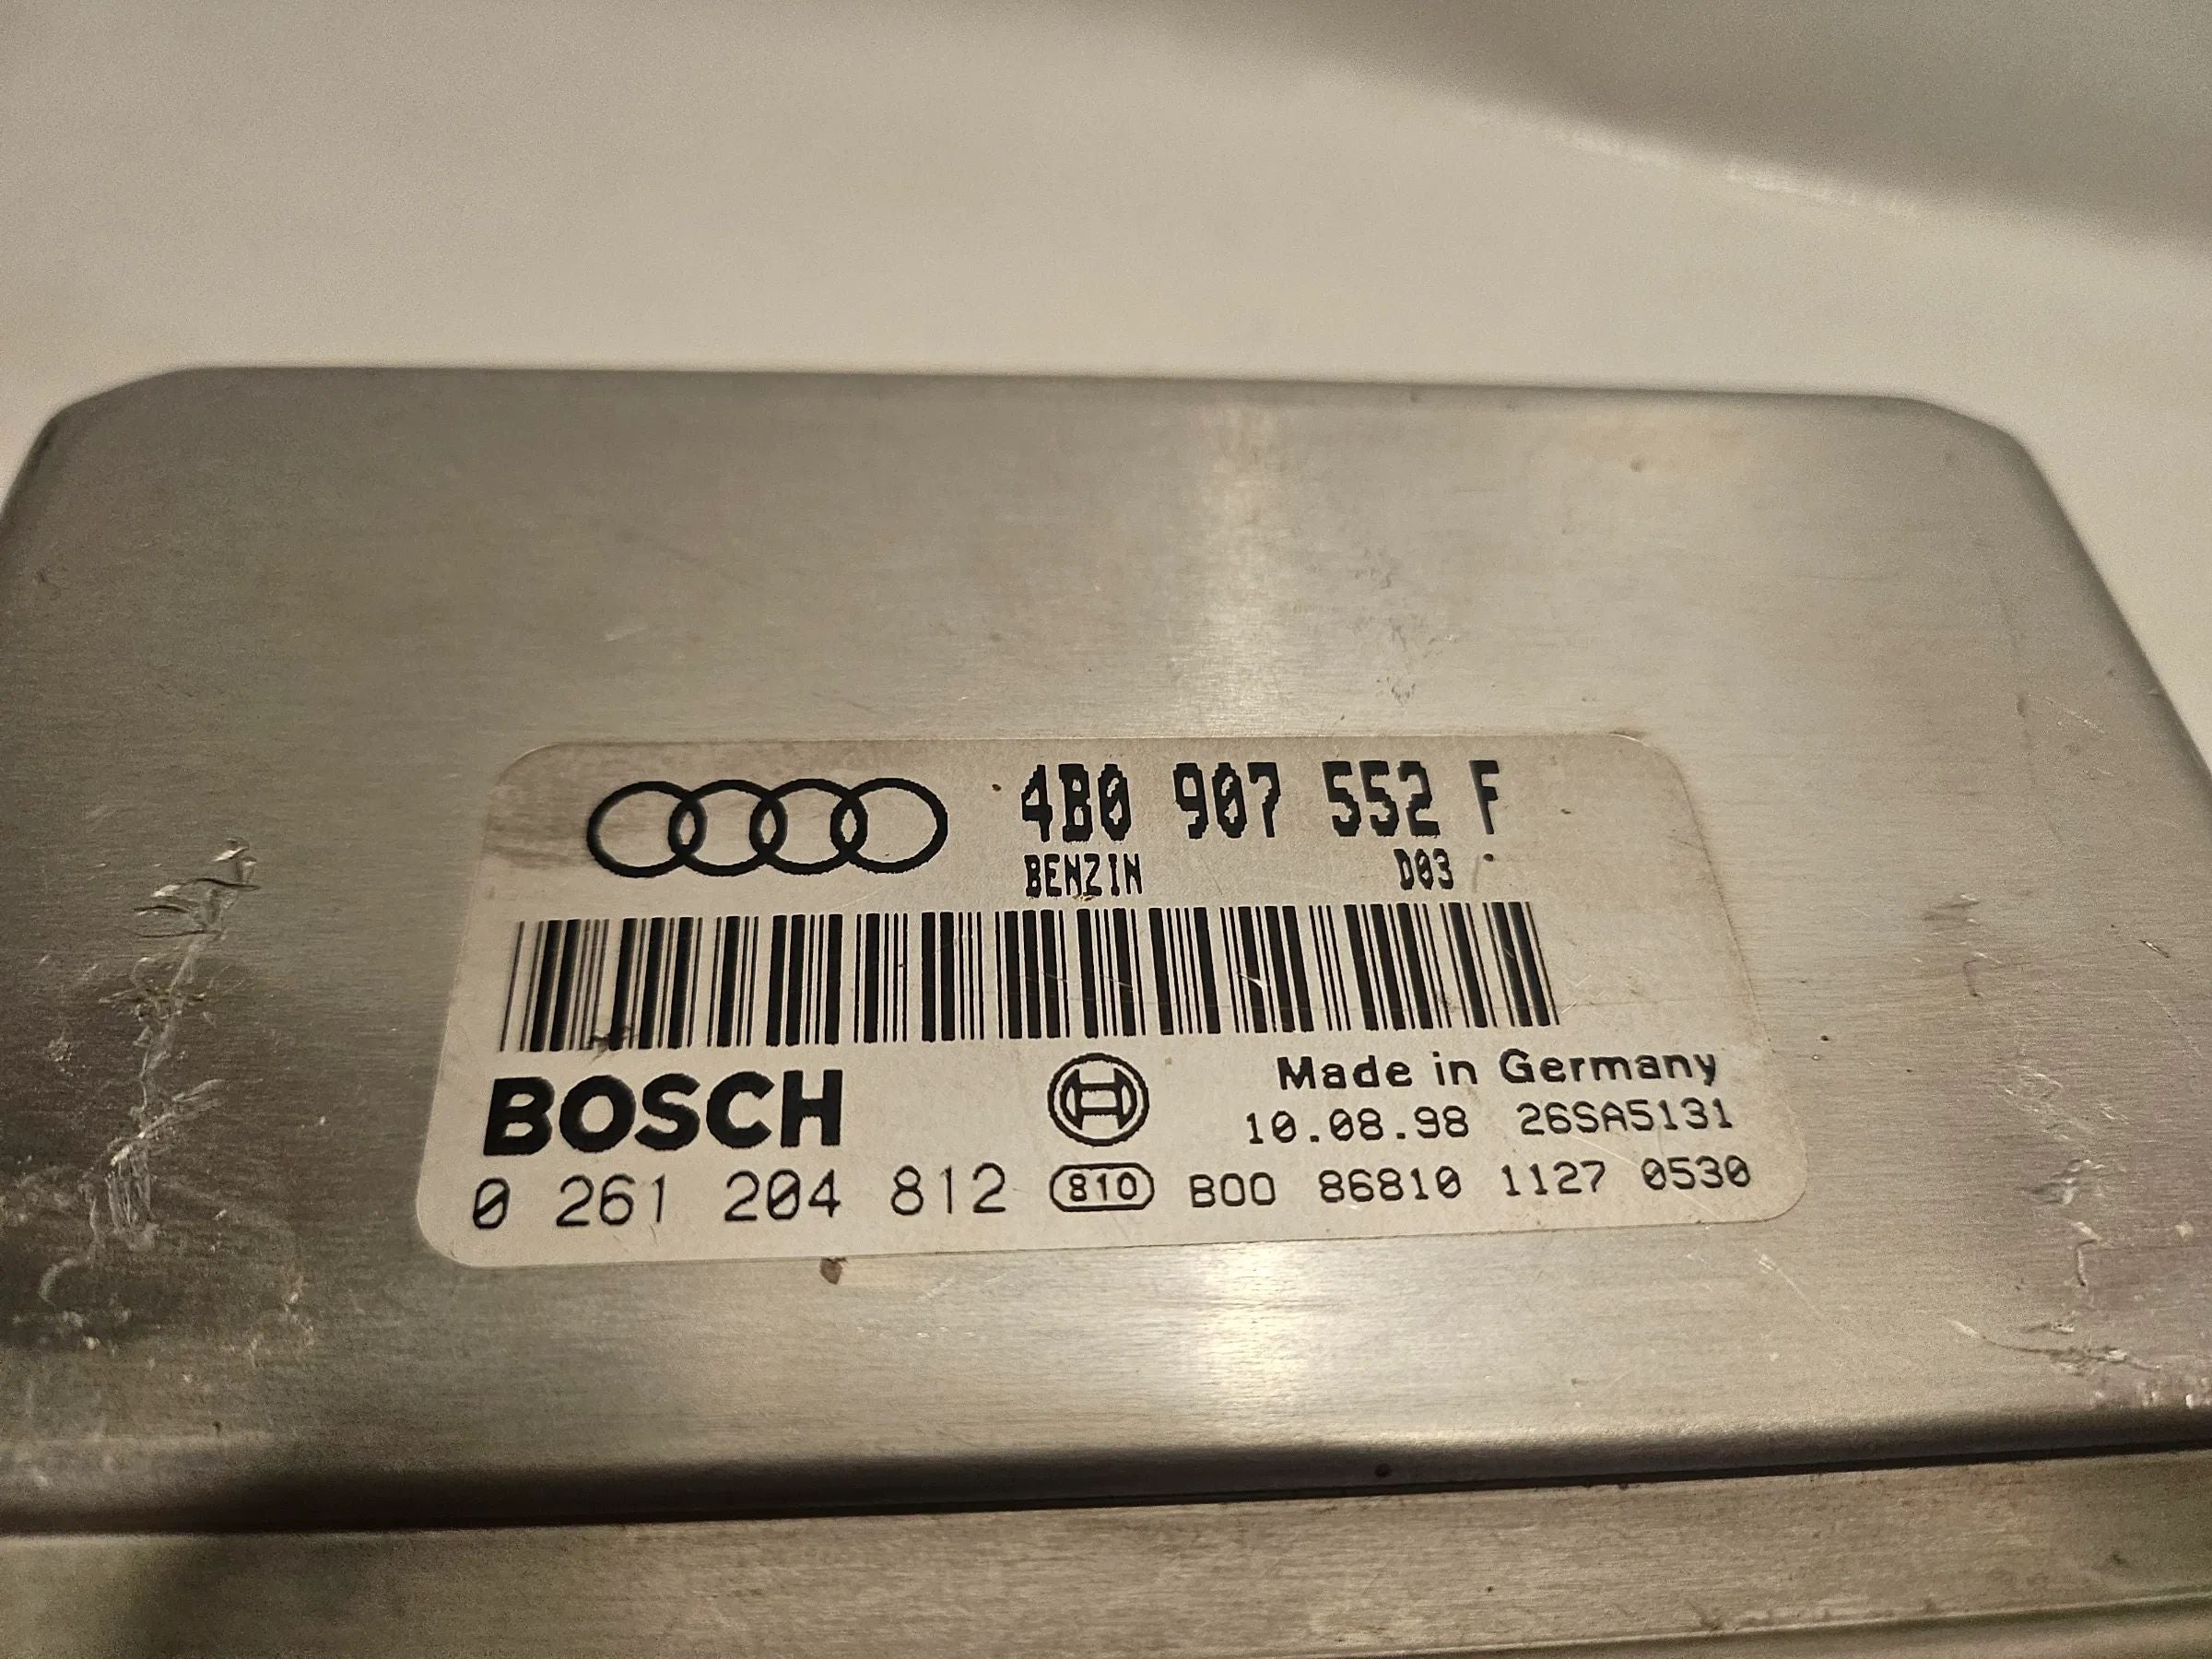 4B0 907 552 F
BENZIN D03
BOSCH
Made in Germany
10.08.98 26SA5131
0 261 204 812 810 B00 86810 1127 0530